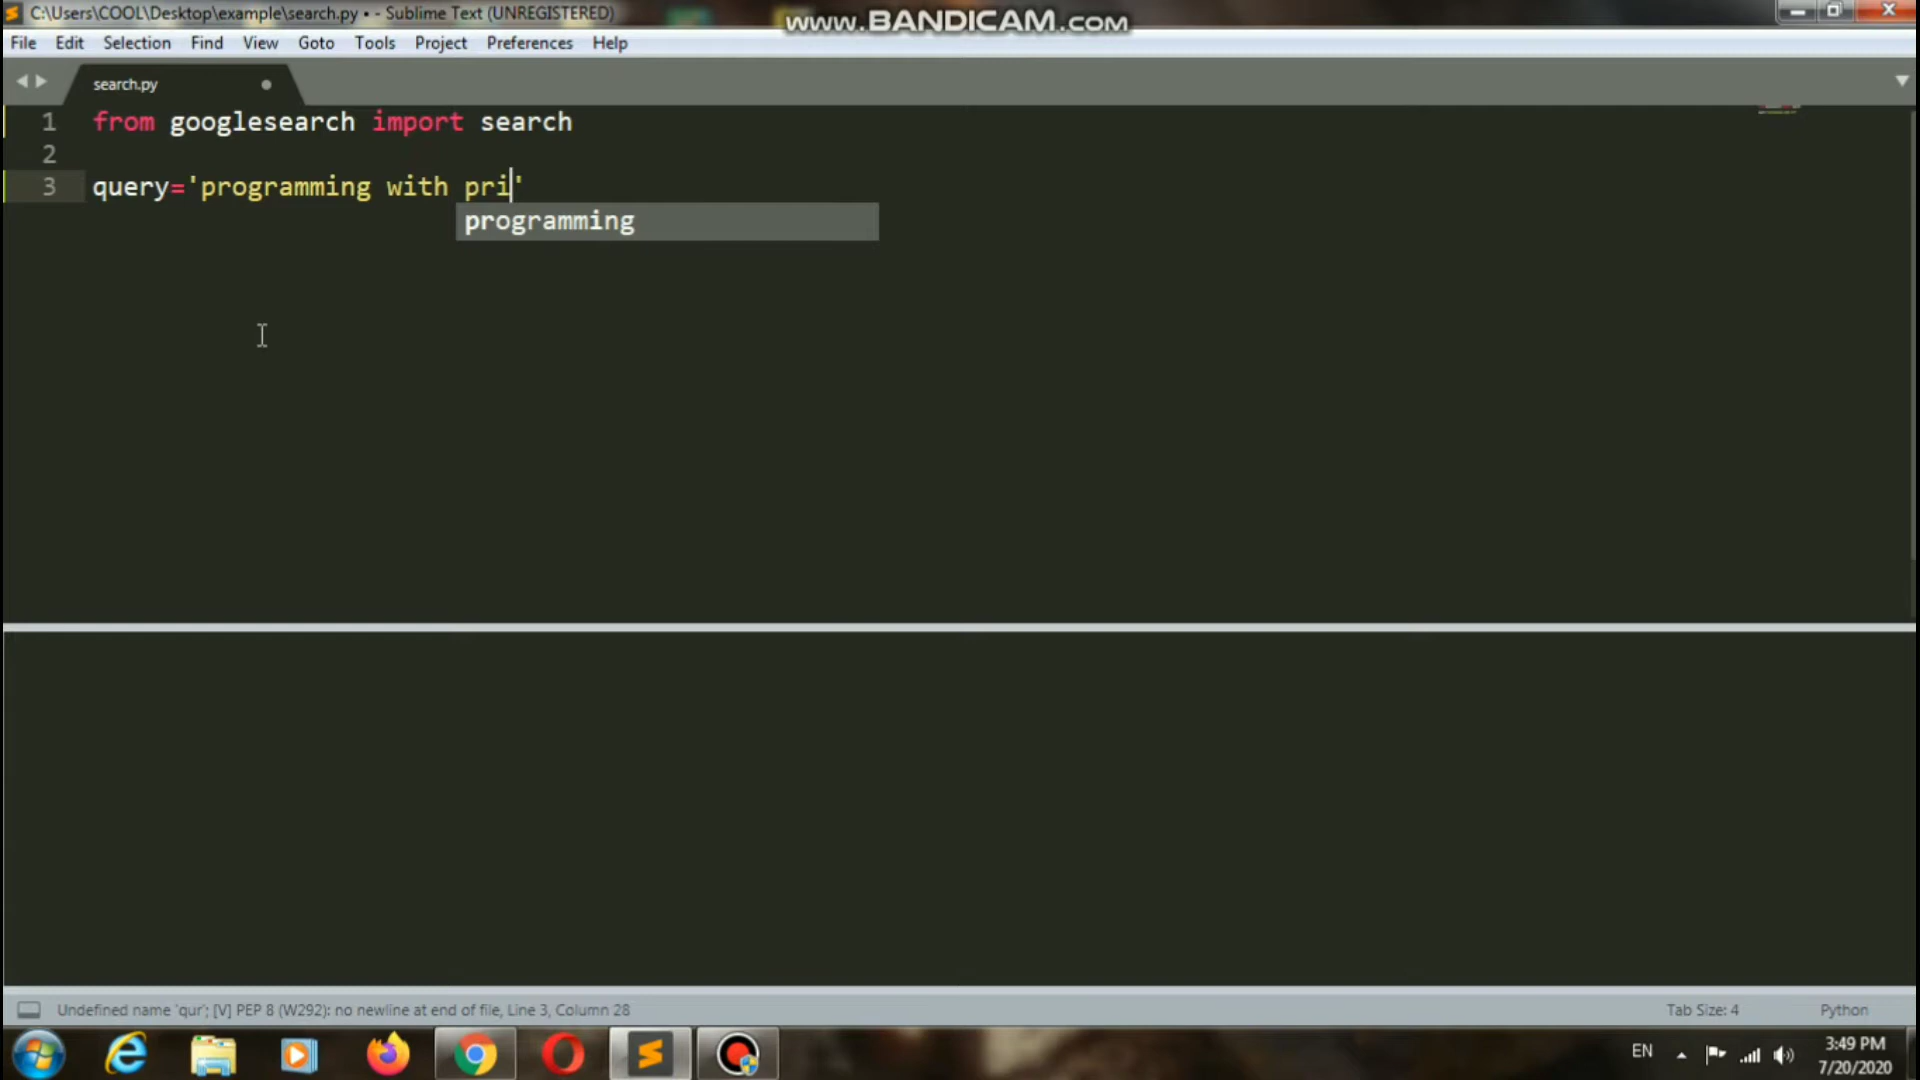 C:\Users\COOL\Desktop\example\search.py • - Sublime Text (UNREGISTERED)
www.BANDICAM.com
File Edit Selection Find View Goto Tools Project Preferences Help
search.py
1 from googlesearch import search
2
3 query='programming with pri'
programming
Undefined name 'qur'; [V] PEP 8 (W292): no newline at end of file, Line 3, Column 28
Tab Size: 4
Python
EN
3:49 PM
7/20/2020